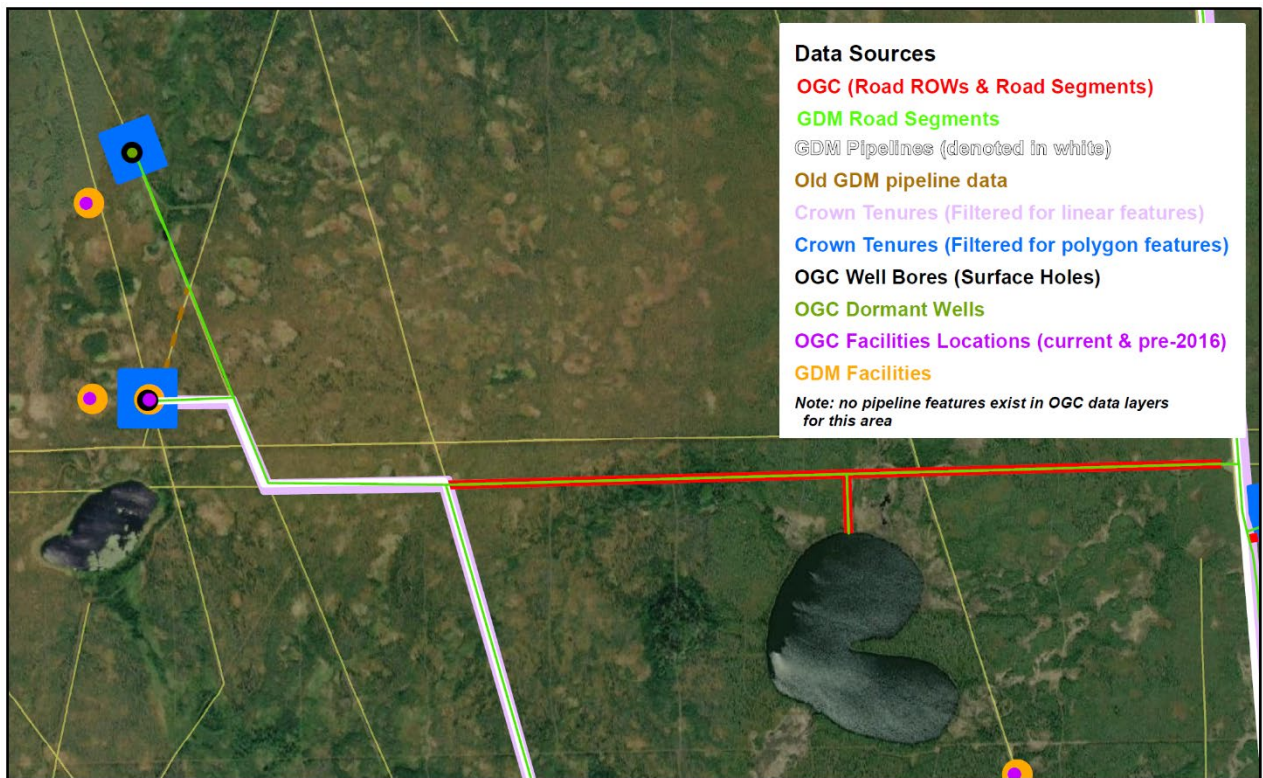 Data Sources
OGC (Road ROWs & Road Segments)
GDM Road Segments
GDM Pipelines (denoted in white)
Old GDM pipeline data
Crown Tenures (Filtered for linear features)
Crown Tenures (Filtered for polygon features)
OGC Well Bores (Surface Holes)
OGC Dormant Wells
OGC Facilities Locations (current & pre-2016)
GDM Facilities
Note: no pipeline features exist in OGC data layers
for this area